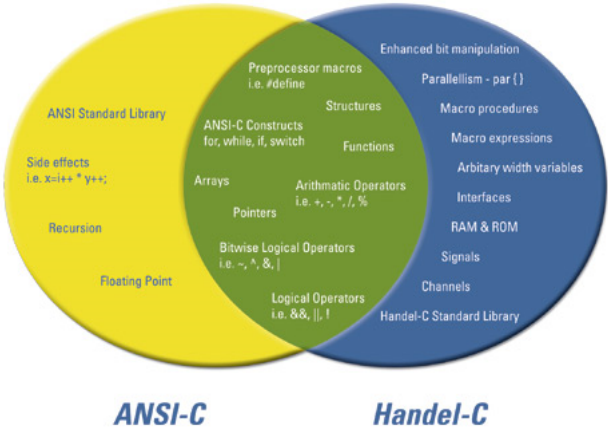 ANSI Standard Library
Side effects
i.e. x=i++ * y++;
Recursion
Floating Point
Preprocessor macros
i.e. #define
Structures
ANSI-C Constructs
for, while, if, switch
Functions
Arrays
Arithmatic Operators
i.e. +, -, *, /, %
Pointers
Bitwise Logical Operators
i.e. ~, ^, &, |
Logical Operators
i.e. &&, ||, !
Enhanced bit manipulation
Parallellism - par { }
Macro procedures
Macro expressions
Arbitary width variables
Interfaces
RAM & ROM
Signals
Channels
Handel-C Standard Library
ANSI-C
Handel-C